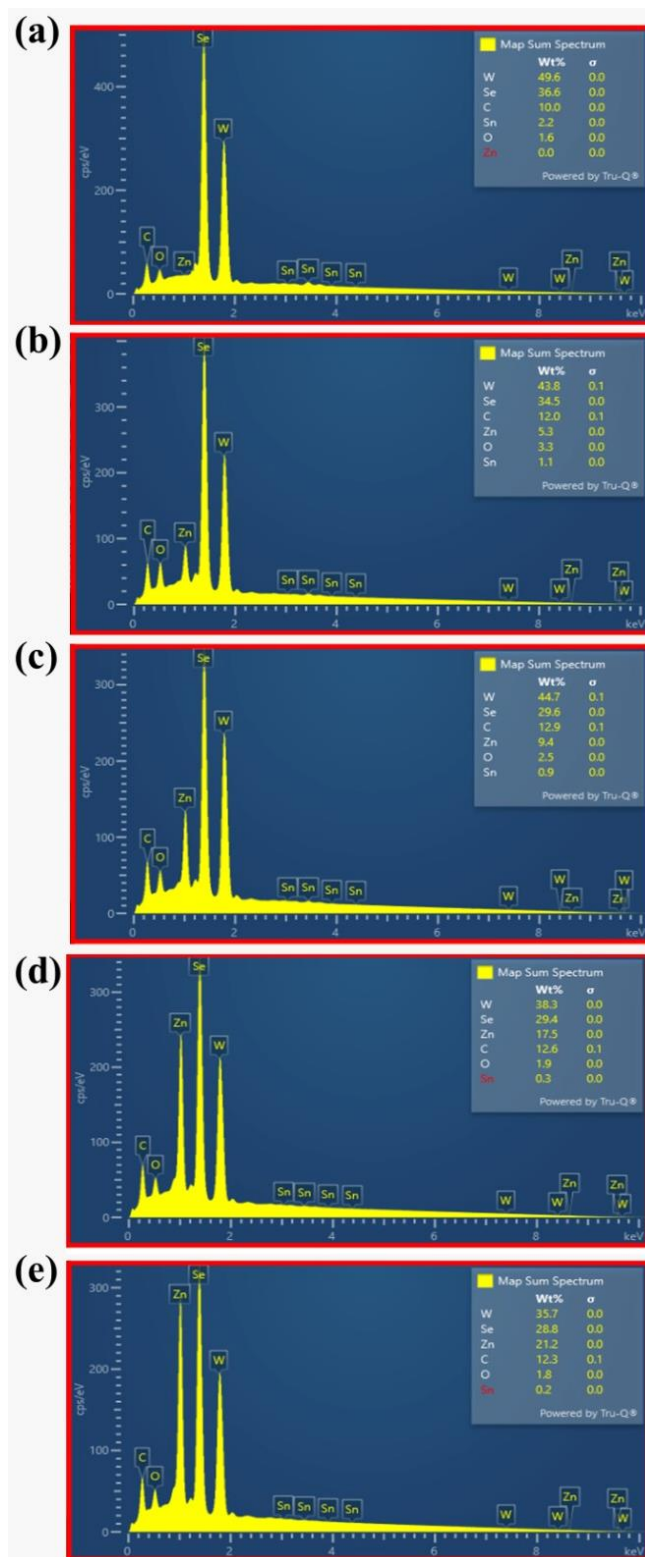 (a)
Se
Map Sum Spectrum
Wt% σ
W 49.6 0.0
Se 36.6 0.0
C 10.0 0.0
Sn 2.2 0.0
O 1.6 0.0
Zn 0.0 0.0
Powered by Tru-Q®
400
200
0
cps/eV
W
C O Zn
Sn Sn Sn Sn W W Zn Zn W
0 2 4 6 8 keV
(b)
Se
Map Sum Spectrum
Wt% σ
W 43.8 0.1
Se 34.5 0.0
C 12.0 0.1
Zn 5.3 0.0
O 3.3 0.0
Sn 1.1 0.0
Powered by Tru-Q®
300
200
100
0
cps/eV
W
C O Zn
Sn Sn Sn Sn W W Zn Zn W
0 2 4 6 8 keV
(c)
Se
Map Sum Spectrum
Wt% σ
W 44.7 0.1
Se 29.6 0.0
C 12.9 0.1
Zn 9.4 0.0
O 2.5 0.0
Sn 0.9 0.0
Powered by Tru-Q®
300
200
100
0
cps/eV
W
Zn
C O
Sn Sn Sn Sn W W Zn W Zn
0 2 4 6 8 keV
(d)
Se
Map Sum Spectrum
Wt% σ
W 38.3 0.0
Se 29.4 0.0
Zn 17.5 0.0
C 12.6 0.1
O 1.9 0.0
Sn 0.3 0.0
Powered by Tru-Q®
300
200
100
0
cps/eV
Zn W
C O
Sn Sn Sn Sn W W Zn Zn W
0 2 4 6 8 keV
(e)
Se
Map Sum Spectrum
Wt% σ
W 35.7 0.0
Se 28.8 0.0
Zn 21.2 0.0
C 12.3 0.1
O 1.8 0.0
Sn 0.2 0.0
Powered by Tru-Q®
300
200
100
0
cps/eV
Zn W
C O
Sn Sn Sn Sn W W Zn Zn W
0 2 4 6 8 keV